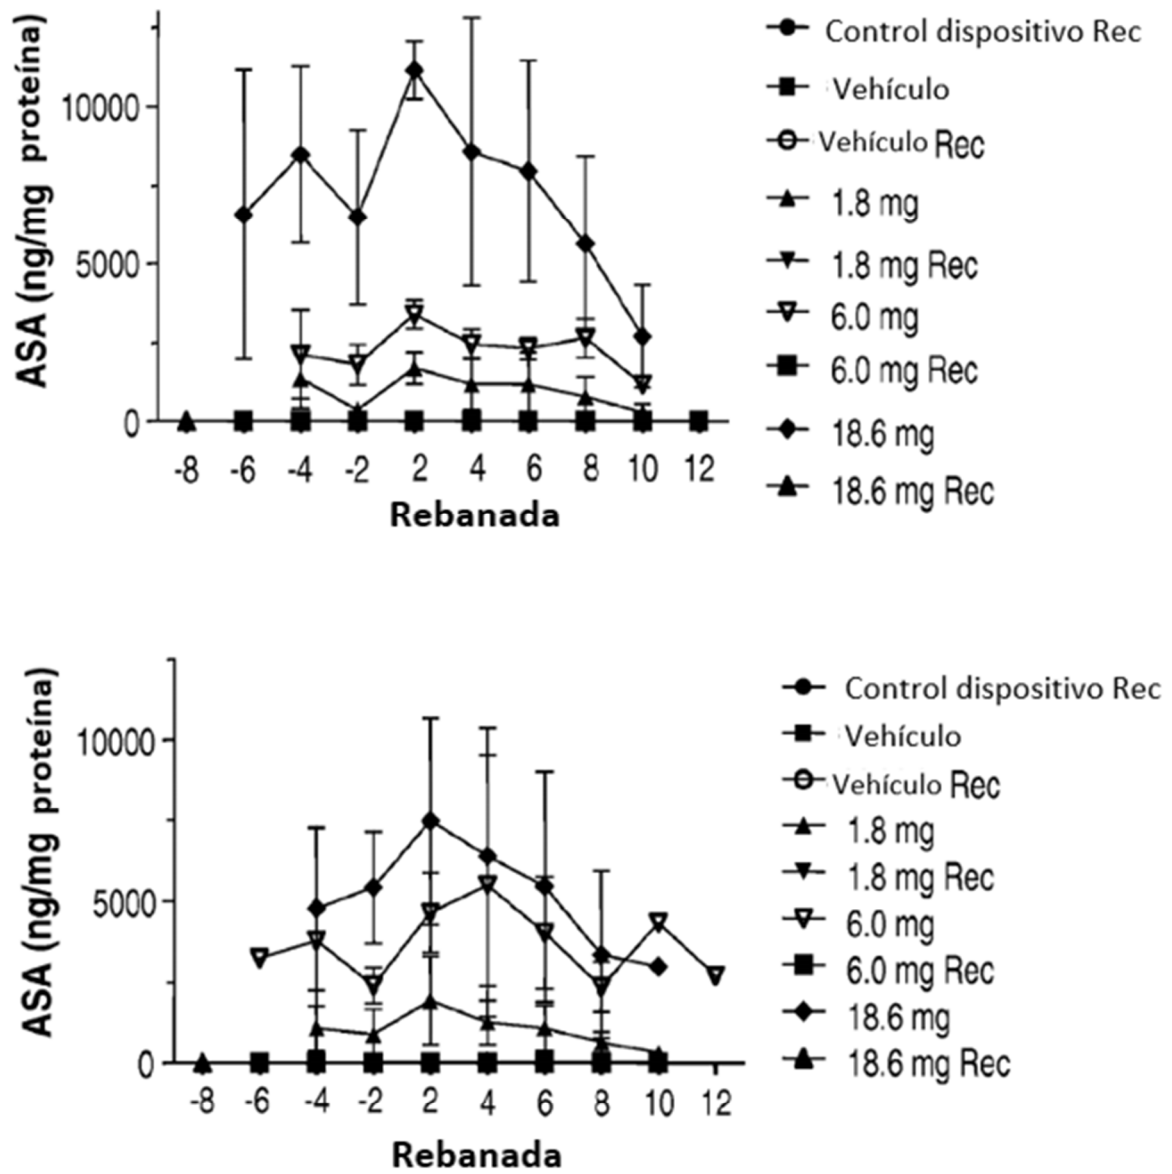 ASA (ng/mg proteína)
10000
5000
0
-8 -6 -4 -2 2 4 6 8 10 12
Rebanada
Control dispositivo Rec
Vehículo
Vehículo Rec
1.8 mg
1.8 mg Rec
6.0 mg
6.0 mg Rec
18.6 mg
18.6 mg Rec
ASA (ng/mg proteína)
10000
5000
0
-8 -6 -4 -2 2 4 6 8 10 12
Rebanada
Control dispositivo Rec
Vehículo
Vehículo Rec
1.8 mg
1.8 mg Rec
6.0 mg
6.0 mg Rec
18.6 mg
18.6 mg Rec